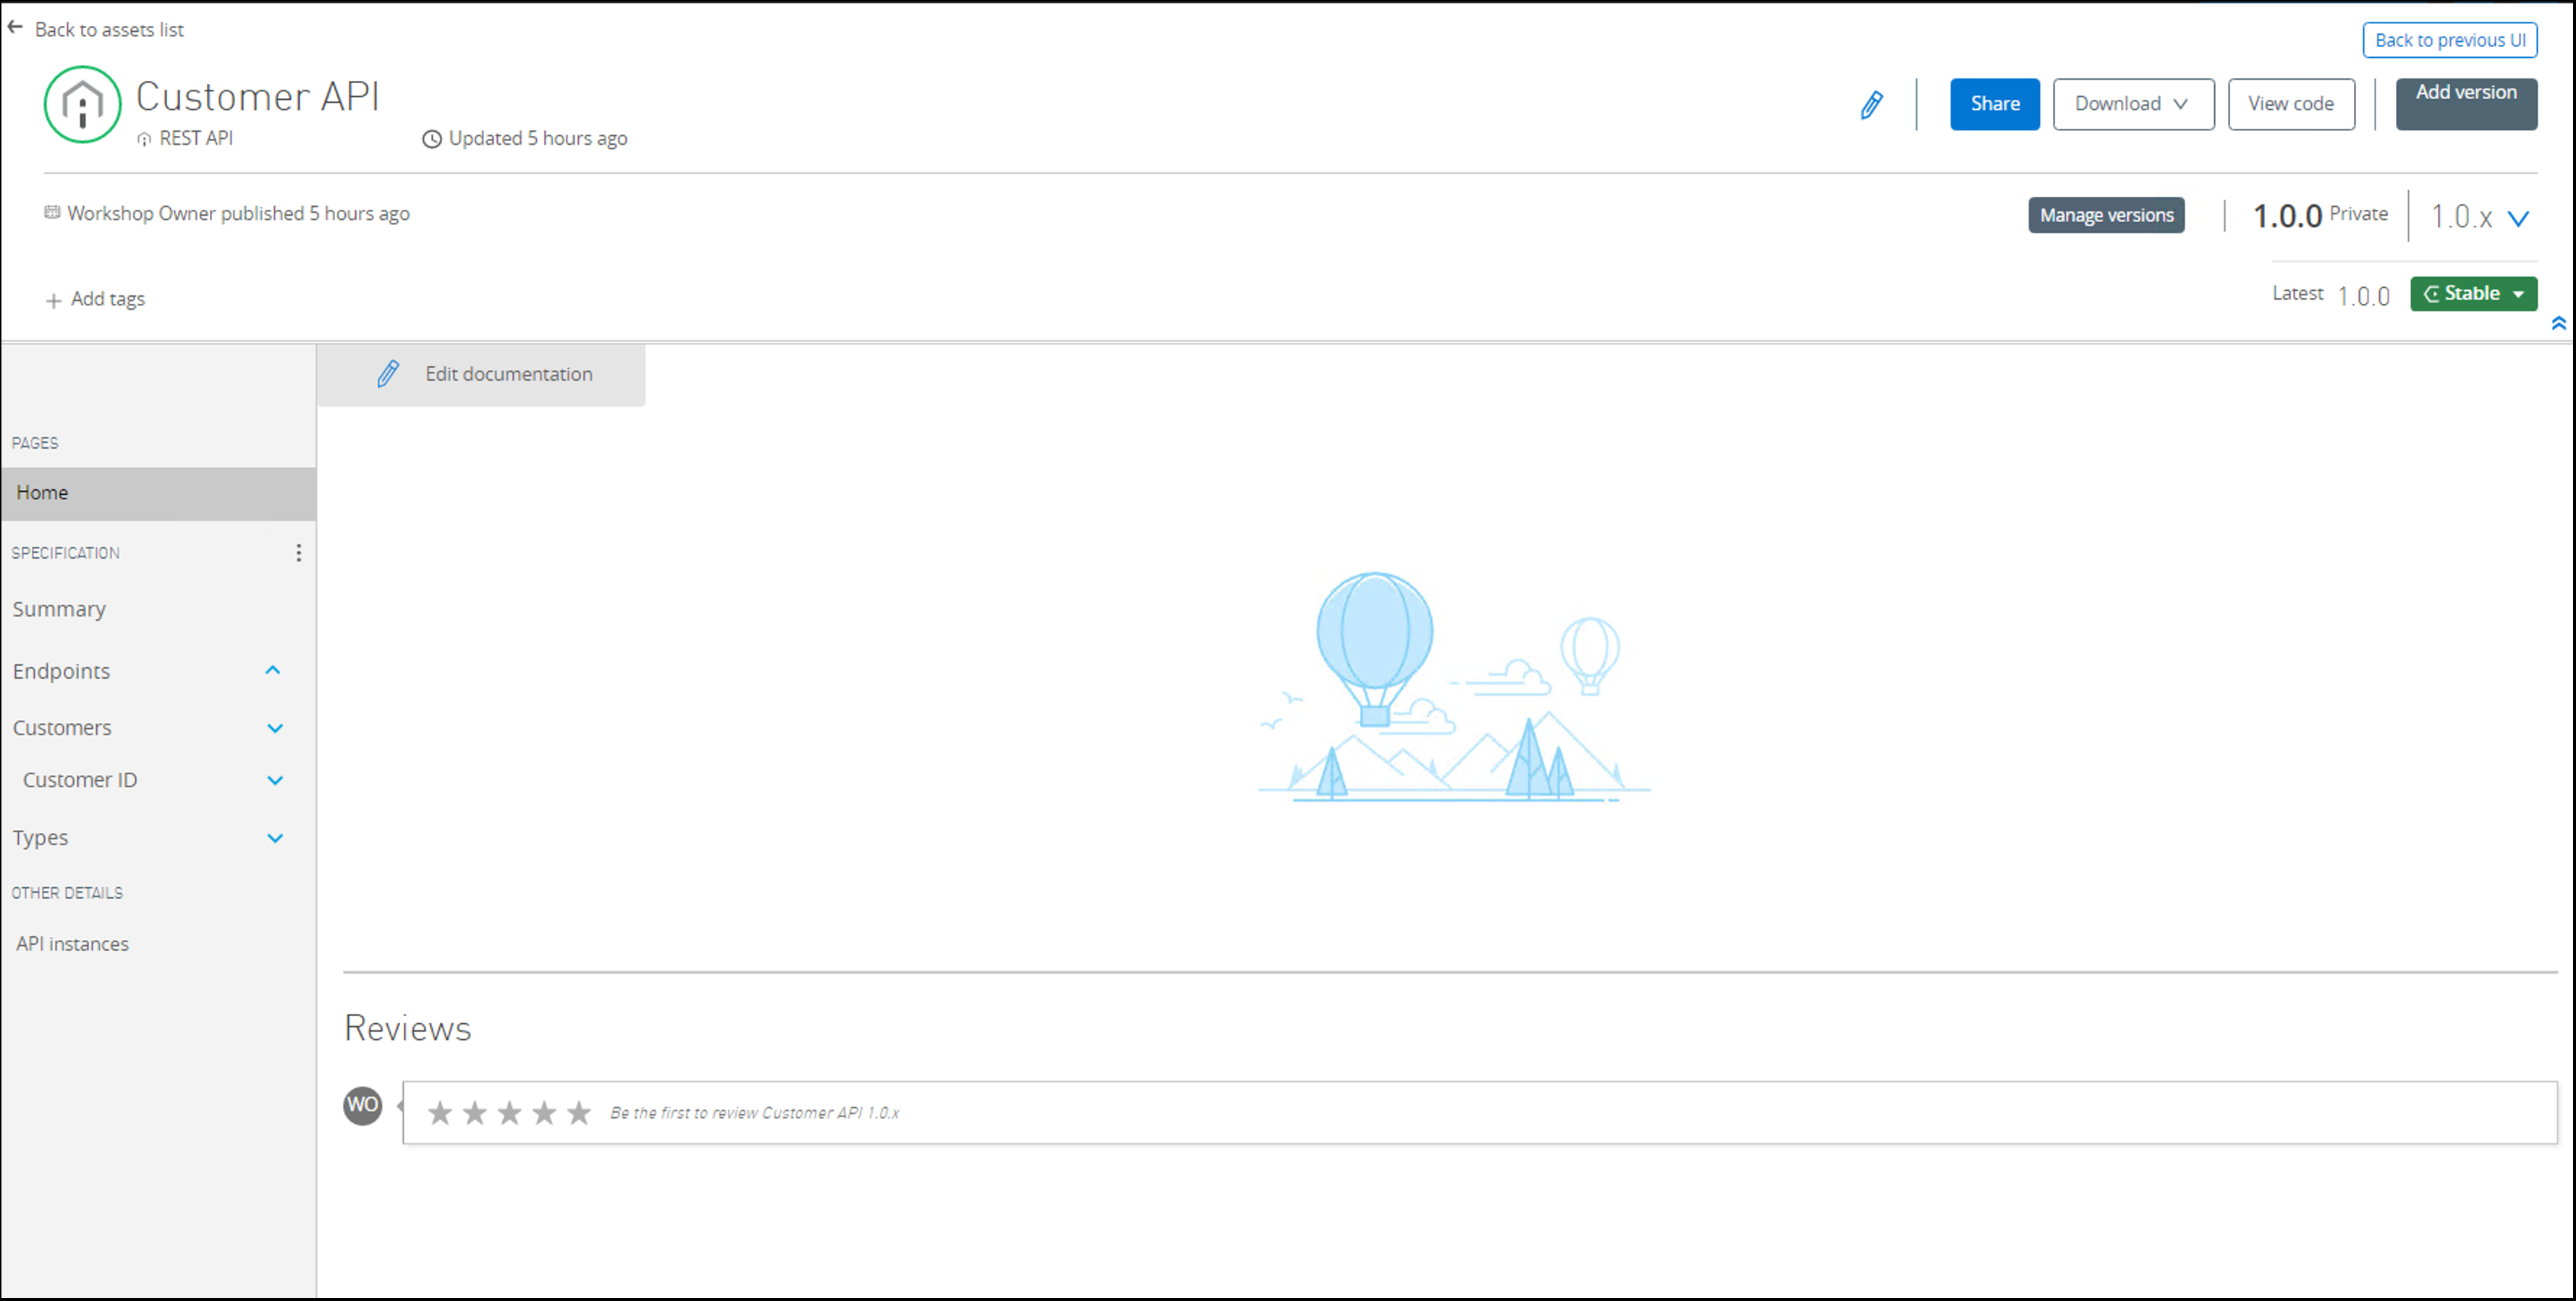 Back to assets list
Back to previous UI
Customer API
Share
Download
View code
Add version
REST API
Updated 5 hours ago
Workshop Owner published 5 hours ago
Manage versions
1.0.0 Private
1.0.x
Add tags
Latest 1.0.0
Stable
Edit documentation
PAGES
Home
SPECIFICATION
Summary
Endpoints
Customers
Customer ID
Types
OTHER DETAILS
API instances
Reviews
WO
Be the first to review Customer API 1.0.x